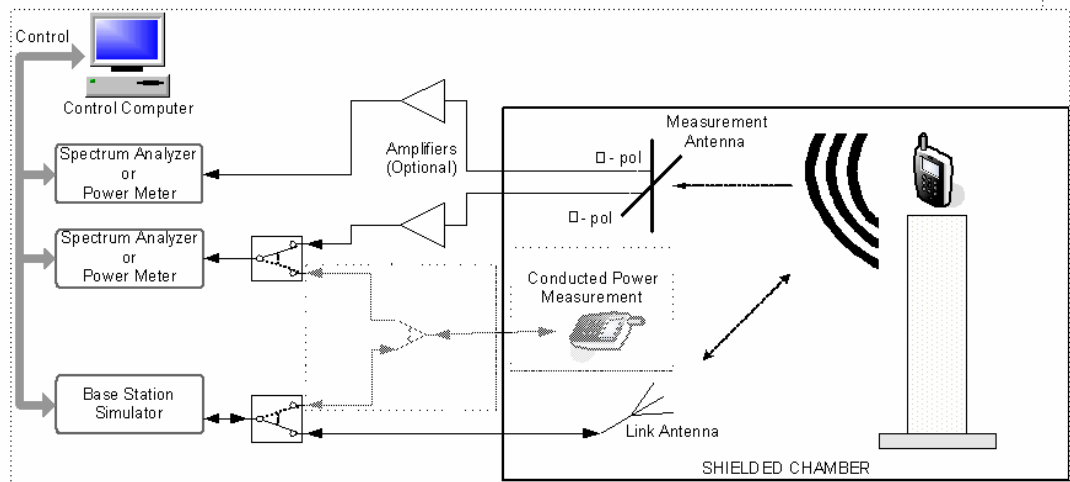 Control
Control Computer
Spectrum Analyzer
or
Power Meter
Amplifiers
(Optional)
Measurement
Antenna
□- pol
□- pol
Spectrum Analyzer
or
Power Meter
Conducted Power
Measurement
Base Station
Simulator
Link Antenna
SHIELDED CHAMBER